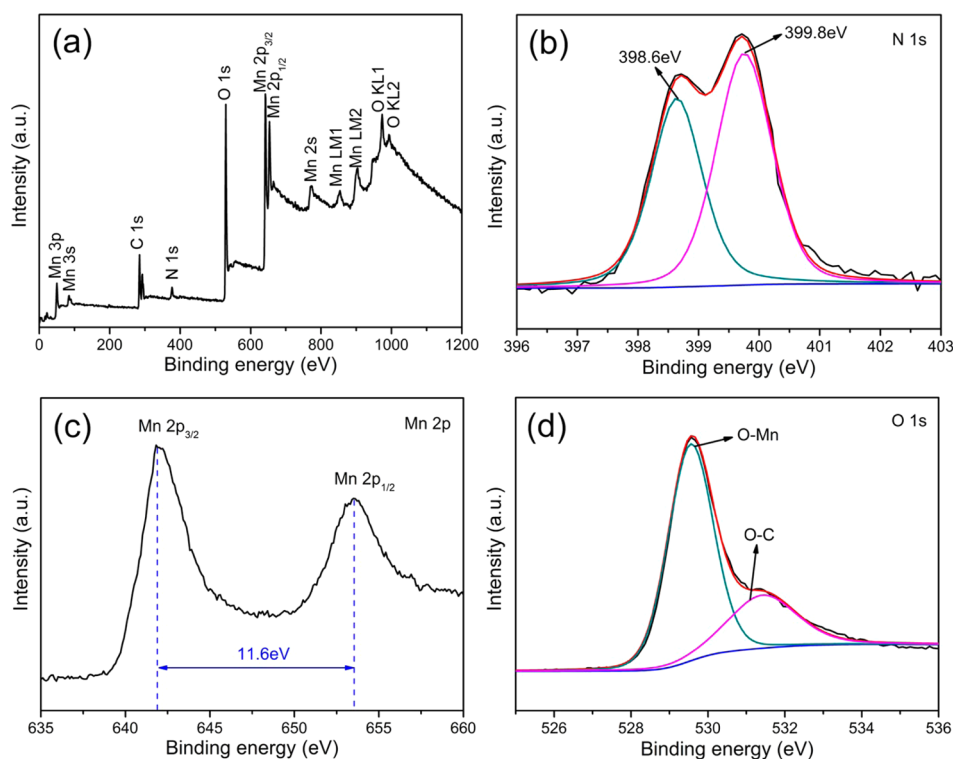 (a)
Mn 3p
Mn 3s
C 1s
N 1s
O 1s
Mn 2p3/2
Mn 2p1/2
Mn 2s
Mn LM1
Mn LM2
O KL1
O KL2
Intensity (a.u.)
0 200 400 600 800 1000 1200
Binding energy (eV)
(b)
N 1s
398.6eV
399.8eV
Intensity (a.u.)
396 397 398 399 400 401 402 403
Binding energy (eV)
(c)
Mn 2p
Mn 2p3/2
Mn 2p1/2
11.6eV
Intensity (a.u.)
635 640 645 650 655 660
Binding energy (eV)
(d)
O 1s
O-Mn
O-C
Intensity (a.u.)
526 528 530 532 534 536
Binding energy (eV)